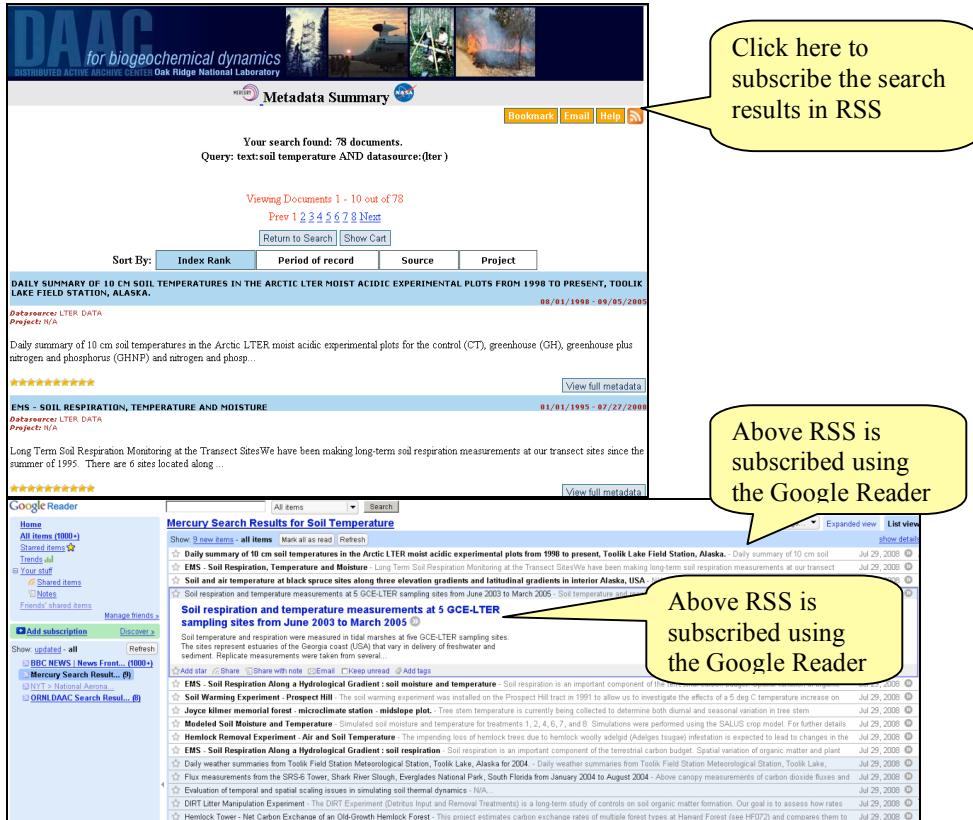 DAAC
for biogeochemical dynamics
DISTRIBUTED ACTIVE ARCHIVE CENTER Oak Ridge National Laboratory
MERCURY Metadata Summary NASA
Bookmark Email Help
Your search found: 78 documents.
Query: text:soil temperature AND datasource:(lter )
Viewing Documents 1 - 10 out of 78
Prev 1 2 3 4 5 6 7 8 Next
Return to Search Show Cart
Sort By: Index Rank Period of record Source Project
DAILY SUMMARY OF 10 CM SOIL TEMPERATURES IN THE ARCTIC LTER MOIST ACIDIC EXPERIMENTAL PLOTS FROM 1998 TO PRESENT, TOOLIK
LAKE FIELD STATION, ALASKA.
08/01/1998 - 09/05/2005
Datasource: LTER DATA
Project: N/A
Daily summary of 10 cm soil temperatures in the Arctic LTER moist acidic experimental plots for the control (CT), greenhouse (GH), greenhouse plus
nitrogen and phosphorus (GHNP) and nitrogen and phosp...
View full metadata
EMS - SOIL RESPIRATION, TEMPERATURE AND MOISTURE 01/01/1995 - 07/27/2008
Datasource: LTER DATA
Project: N/A
Long Term Soil Respiration Monitoring at the Transect SitesWe have been making long-term soil respiration measurements at our transect sites since the
summer of 1995. There are 6 sites located along ...
View full metadata
Click here to
subscribe the search
results in RSS
Above RSS is
subscribed using
the Google Reader
Google Reader
All items Search
Home
All items (1000+)
Starred items
Trends
Your stuff
Shared items
Notes
Friends' shared items
Manage friends »
Add subscription Discover »
Show: updated - all Refresh
BBC NEWS | News Front... (1000+)
Mercury Search Result... (9)
NYT > National Aerona...
ORNLDAAC Search Resul... (8)
Mercury Search Results for Soil Temperature
Expanded view List view
Show: 9 new items - all items Mark all as read Refresh show details
Daily summary of 10 cm soil temperatures in the Arctic LTER moist acidic experimental plots from 1998 to present, Toolik Lake Field Station, Alaska. - Daily summary of 10 cm soil Jul 29, 2008
EMS - Soil Respiration, Temperature and Moisture - Long Term Soil Respiration Monitoring at the Transect SitesWe have been making long-term soil respiration measurements at our transect Jul 29, 2008
Soil and air temperature at black spruce sites along three elevation gradients and latitudinal gradients in interior Alaska, USA - Jul 29, 2008
Soil respiration and temperature measurements at 5 GCE-LTER sampling sites from June 2003 to March 2005 - Soil temperature and
Soil respiration and temperature measurements at 5 GCE-LTER
sampling sites from June 2003 to March 2005
Soil temperature and respiration were measured in tidal marshes at five GCE-LTER sampling sites.
The sites represent estuaries of the Georgia coast (USA) that vary in delivery of freshwater and
sediment. Replicate measurements were taken from several...
Add star Share Share with note Email Keep unread Add tags
Above RSS is
subscribed using
the Google Reader
EMS - Soil Respiration Along a Hydrological Gradient : soil moisture and temperature - Soil respiration is an important component of the 2008
Soil Warming Experiment - Prospect Hill - The soil warming experiment was installed on the Prospect Hill tract in 1991 to allow us to investigate the effects of a 5 deg C temperature increase on Jul 29, 2008
Joyce kilmer memorial forest - microclimate station - midslope plot. - Tree stem temperature is currently being collected to determine both diurnal and seasonal variation in tree stem Jul 29, 2008
Modeled Soil Moisture and Temperature - Simulated soil moisture and temperature for treatments 1, 2, 4, 6, 7, and 8. Simulations were performed using the SALUS crop model. For further details Jul 29, 2008
Hemlock Removal Experiment - Air and Soil Temperature - The impending loss of hemlock trees due to hemlock woolly adelgid (Adelges tsugae) infestation is expected to lead to changes in the Jul 29, 2008
EMS - Soil Respiration Along a Hydrological Gradient : soil respiration - Soil respiration is an important component of the terrestrial carbon budget. Spatial variation of organic matter and plant Jul 29, 2008
Daily weather summaries from Toolik Field Station Meteorological Station, Toolik Lake, Alaska for 2004. - Daily weather summaries from Toolik Field Station Meteorological Station, Toolik Lake, Jul 29, 2008
Flux measurements from the SRS-6 Tower, Shark River Slough, Everglades National Park, South Florida from January 2004 to August 2004 - Above canopy measurements of carbon dioxide fluxes and Jul 29, 2008
Evaluation of temporal and spatial scaling issues in simulating soil thermal dynamics - N/A... Jul 29, 2008
DIRT Litter Manipulation Experiment - The DIRT Experiment (Detritus Input and Removal Treatments) is a long-term study of controls on soil organic matter formation. Our goal is to assess how rates Jul 29, 2008
Hemlock Tower - Net Carbon Exchange of an Old-Growth Hemlock Forest - This project estimates carbon exchange rates of multiple forest types at Harvard Forest (see HF072) and compares them to Jul 29, 2008